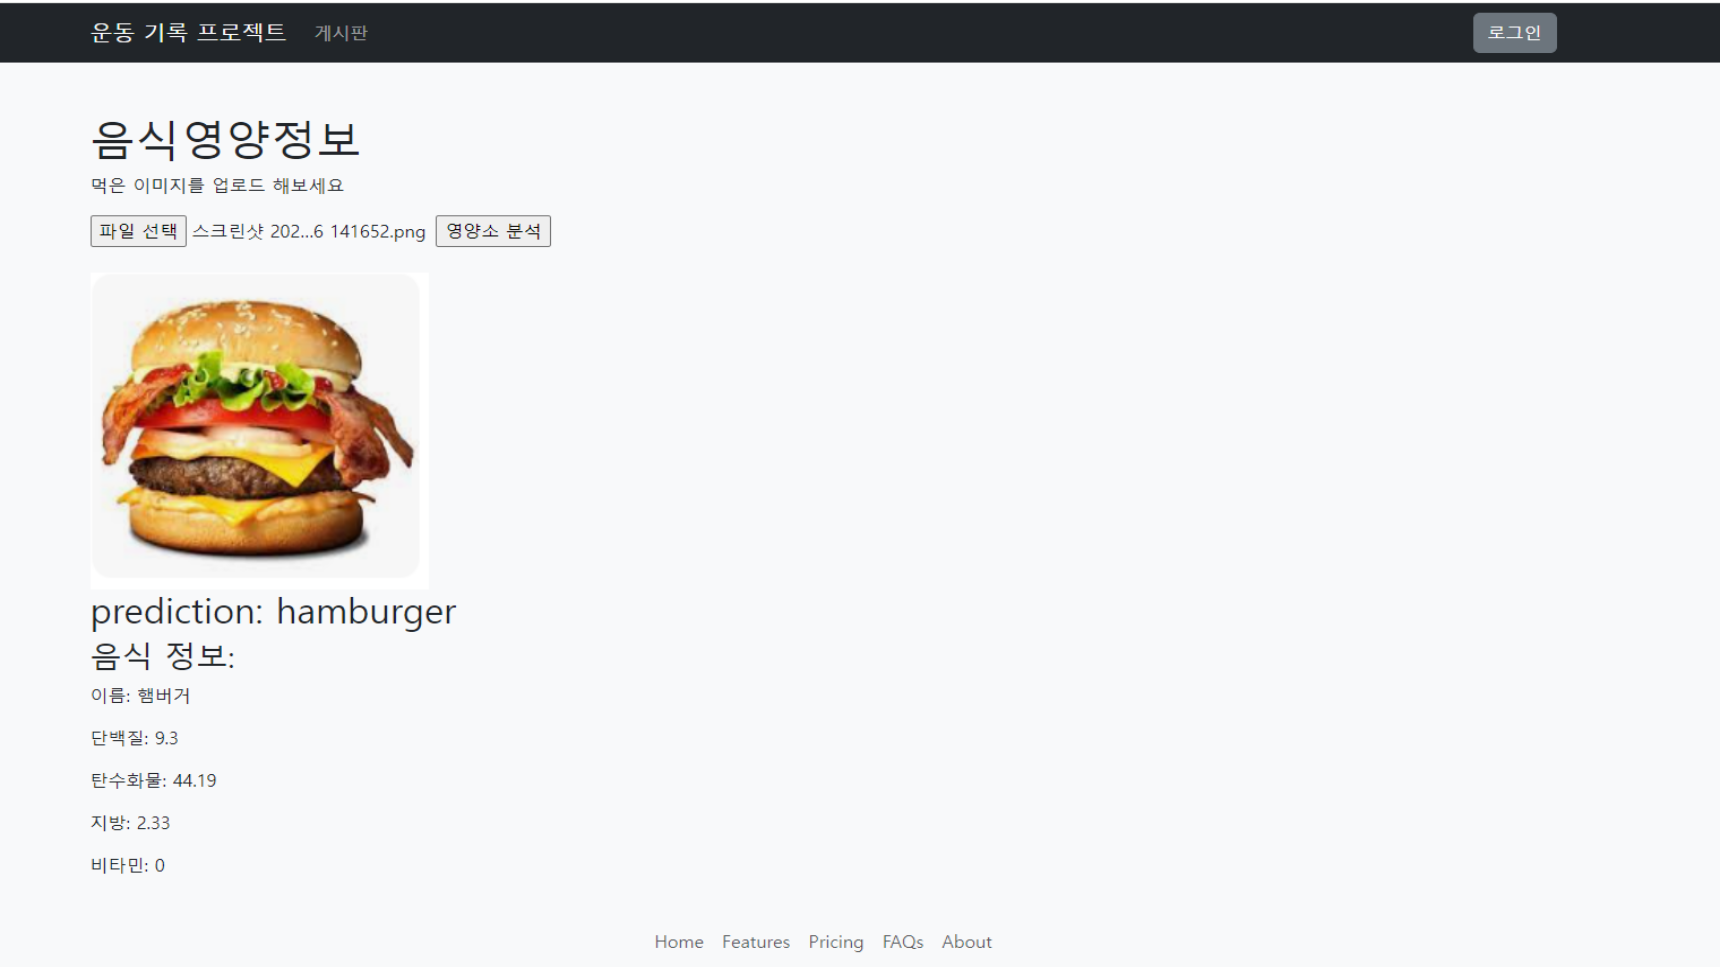 운동 기록 프로젝트 게시판 로그인
음식영양정보
먹은 이미지를 업로드 해보세요
파일 선택 스크린샷 202...6 141652.png 영양소 분석
prediction: hamburger
음식 정보:
이름: 햄버거
단백질: 9.3
탄수화물: 44.19
지방: 2.33
비타민: 0
Home Features Pricing FAQs About